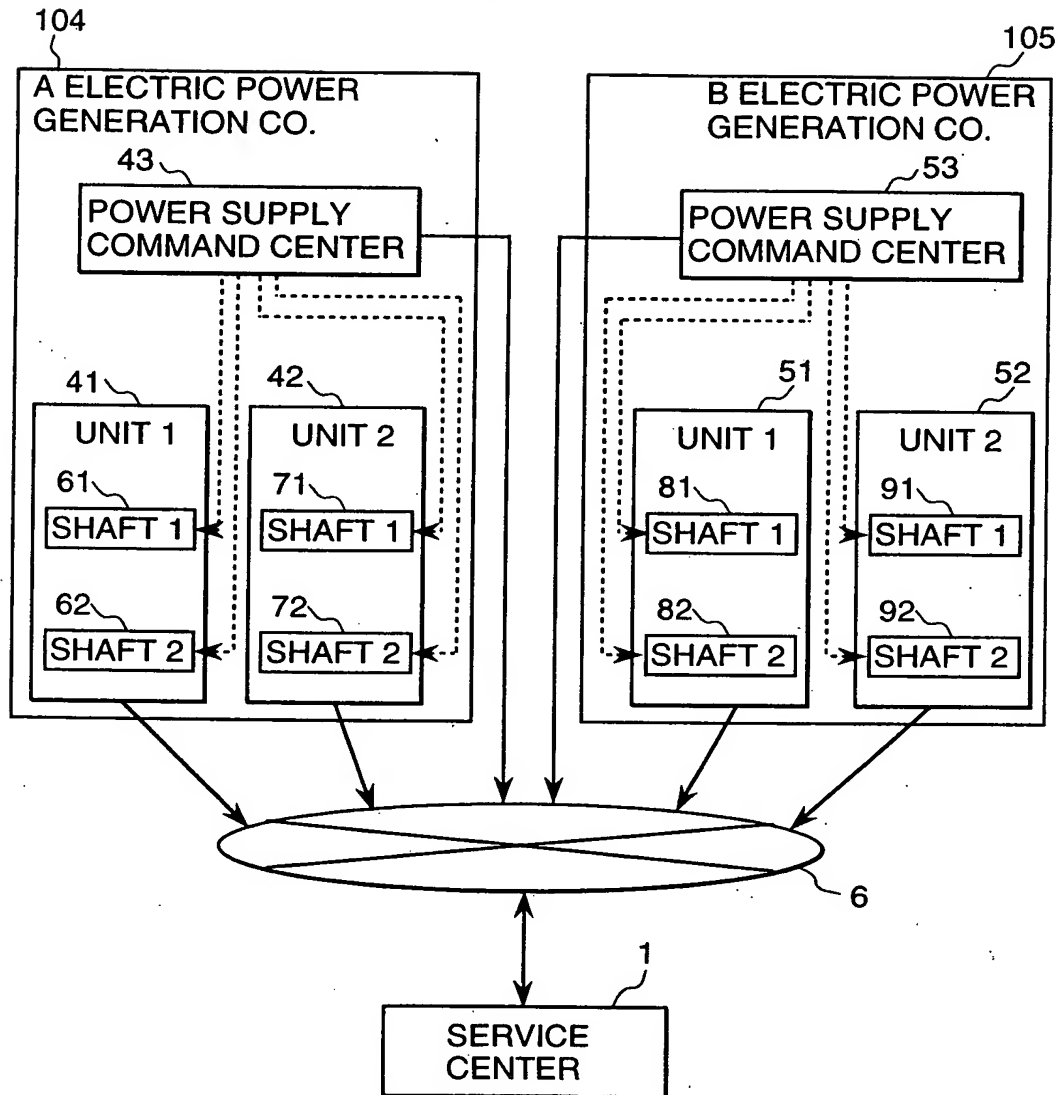 104
105
A ELECTRIC POWER
GENERATION CO.
B ELECTRIC POWER
GENERATION CO.
43
53
POWER SUPPLY
COMMAND CENTER
POWER SUPPLY
COMMAND CENTER
41
42
51
52
UNIT 1
UNIT 2
UNIT 1
UNIT 2
61
71
81
91
SHAFT 1
SHAFT 1
SHAFT 1
SHAFT 1
62
72
82
92
SHAFT 2
SHAFT 2
SHAFT 2
SHAFT 2
6
1
SERVICE
CENTER